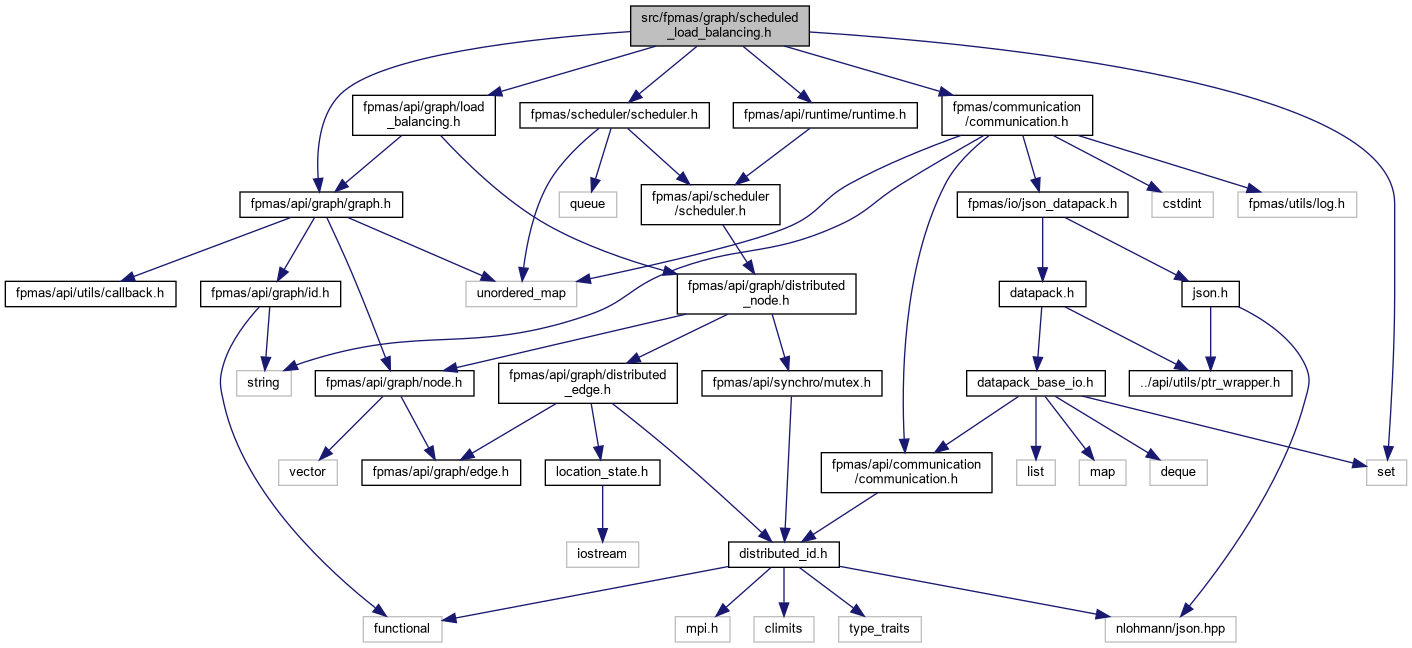 src/fpmas/graph/scheduled
_load_balancing.h
fpmas/api/graph/load
_balancing.h
fpmas/scheduler/scheduler.h
fpmas/api/runtime/runtime.h
fpmas/communication
/communication.h
fpmas/api/graph/graph.h
queue
fpmas/api/scheduler
/scheduler.h
fpmas/io/json_datapack.h
cstdint
fpmas/utils/log.h
fpmas/api/utils/callback.h
fpmas/api/graph/id.h
unordered_map
fpmas/api/graph/distributed
_node.h
datapack.h
json.h
string
fpmas/api/graph/node.h
fpmas/api/graph/distributed
_edge.h
fpmas/api/synchro/mutex.h
datapack_base_io.h
../api/utils/ptr_wrapper.h
vector
fpmas/api/graph/edge.h
location_state.h
fpmas/api/communication
/communication.h
list
map
deque
set
iostream
distributed_id.h
functional
mpi.h
climits
type_traits
nlohmann/json.hpp